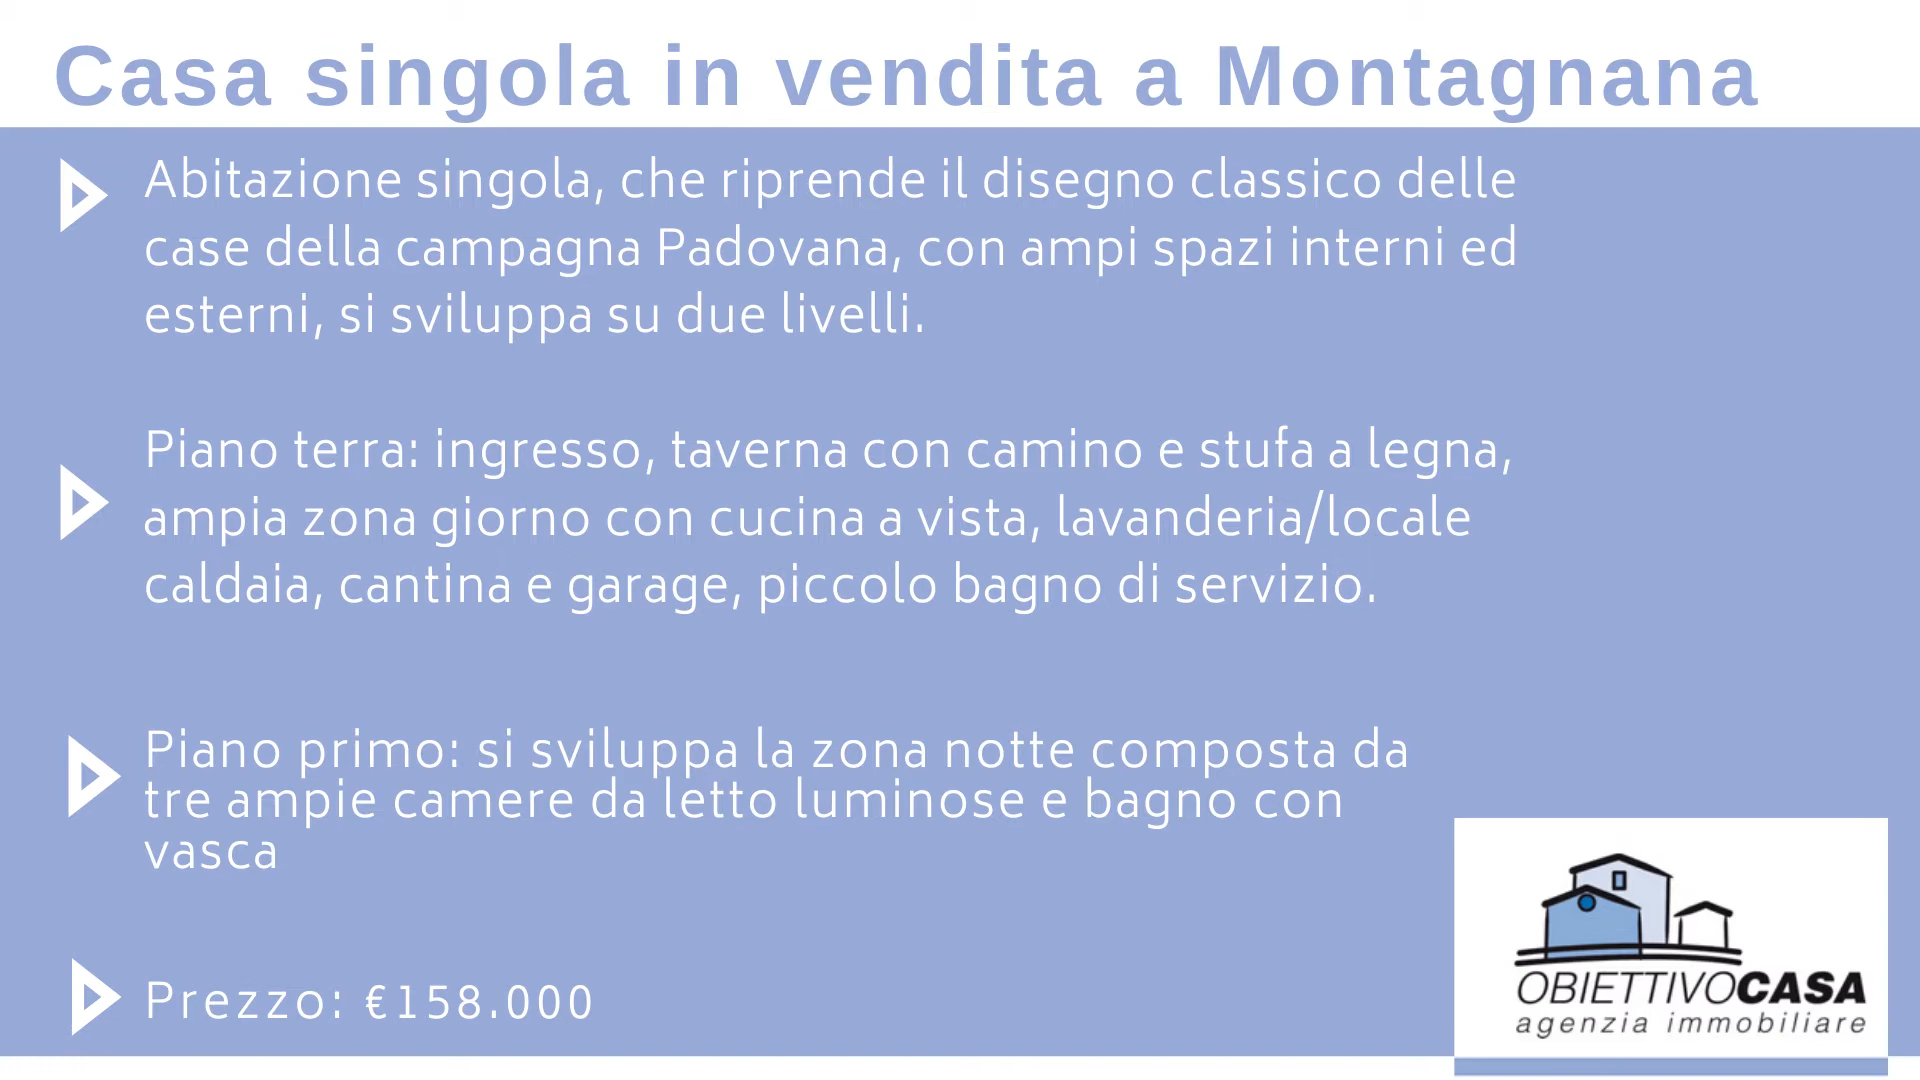 Casa singola in vendita a Montagnana
Abitazione singola, che riprende il disegno classico delle
case della campagna Padovana, con ampi spazi interni ed
esterni, si sviluppa su due livelli.
Piano terra: ingresso, taverna con camino e stufa a legna,
ampia zona giorno con cucina a vista, lavanderia/locale
caldaia, cantina e garage, piccolo bagno di servizio.
Piano primo: si sviluppa la zona notte composta da
tre ampie camere da letto luminose e bagno con
vasca
Prezzo: €158.000
OBIETTIVOCASA
agenzia immobiliare